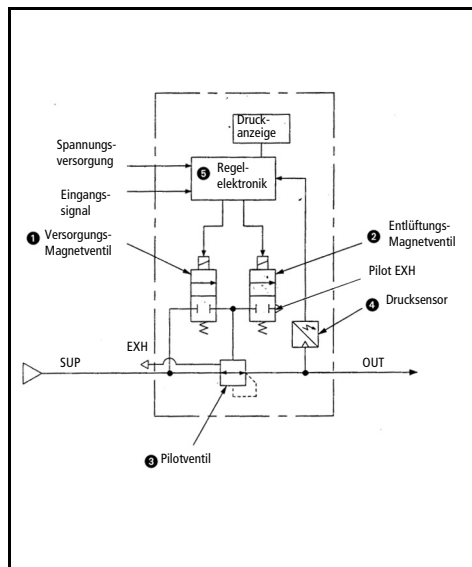 Druck-
anzeige
Spannungs-
versorgung
5 Regel-
elektronik
Eingangs-
signal
1 Versorgungs-
Magnetventil
2 Entlüftungs-
Magnetventil
Pilot EXH
4 Drucksensor
EXH
SUP
OUT
3 Pilotventil